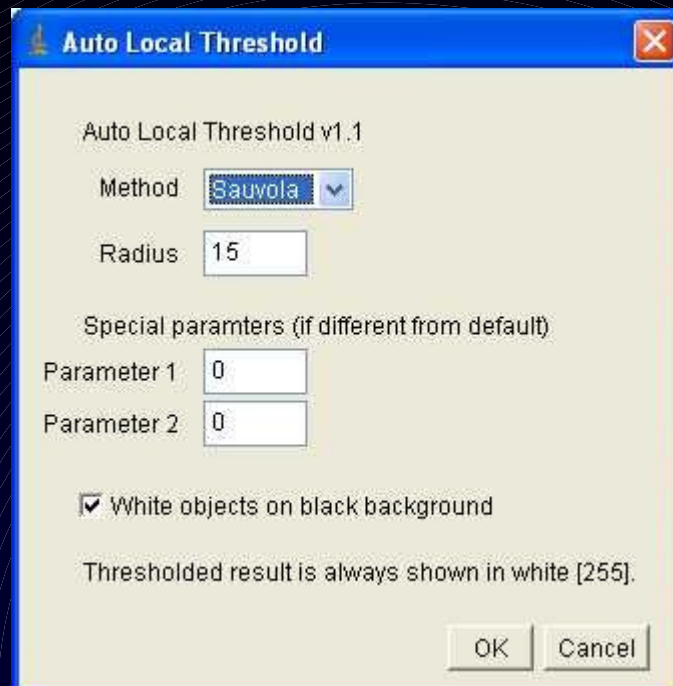 Auto Local Threshold
Auto Local Threshold v1.1
Method Sauvola
Radius 15
Special paramters (if different from default)
Parameter 1 0
Parameter 2 0
White objects on black background
Thresholded result is always shown in white [255].
OK Cancel